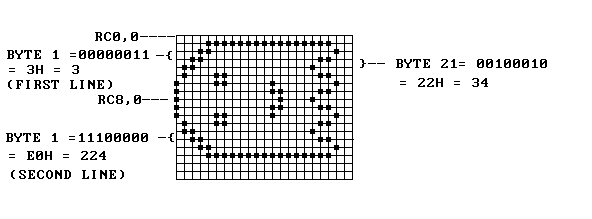 RC0,0----
BYTE 1 =00000011 -{
= 3H = 3
(FIRST LINE)
RC8,0---
BYTE 1 =11100000 -{
= E0H = 224
(SECOND LINE)
}-- BYTE 21= 00100010
= 22H = 34